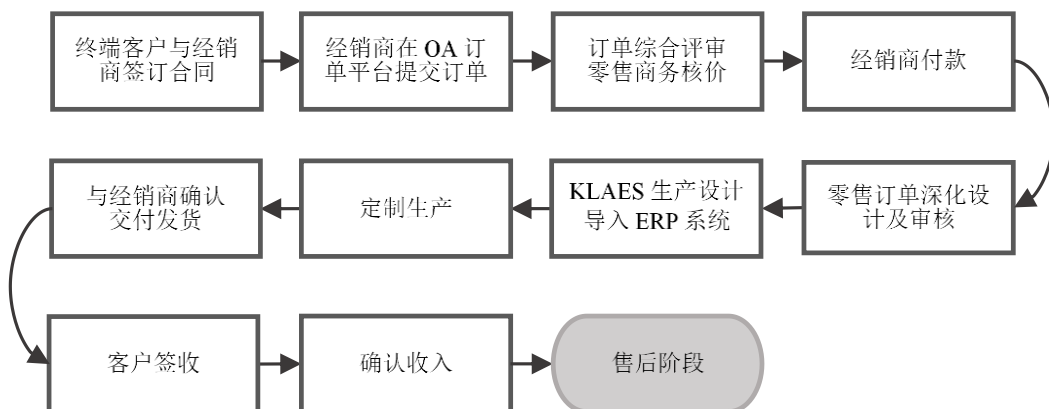 终端客户与经销
商签订合同
经销商在 OA 订
单平台提交订单
订单综合评审
零售商务核价
经销商付款
零售订单深化设
计及审核
KLAES 生产设计
导入 ERP 系统
定制生产
与经销商确认
交付发货
客户签收
确认收入
售后阶段